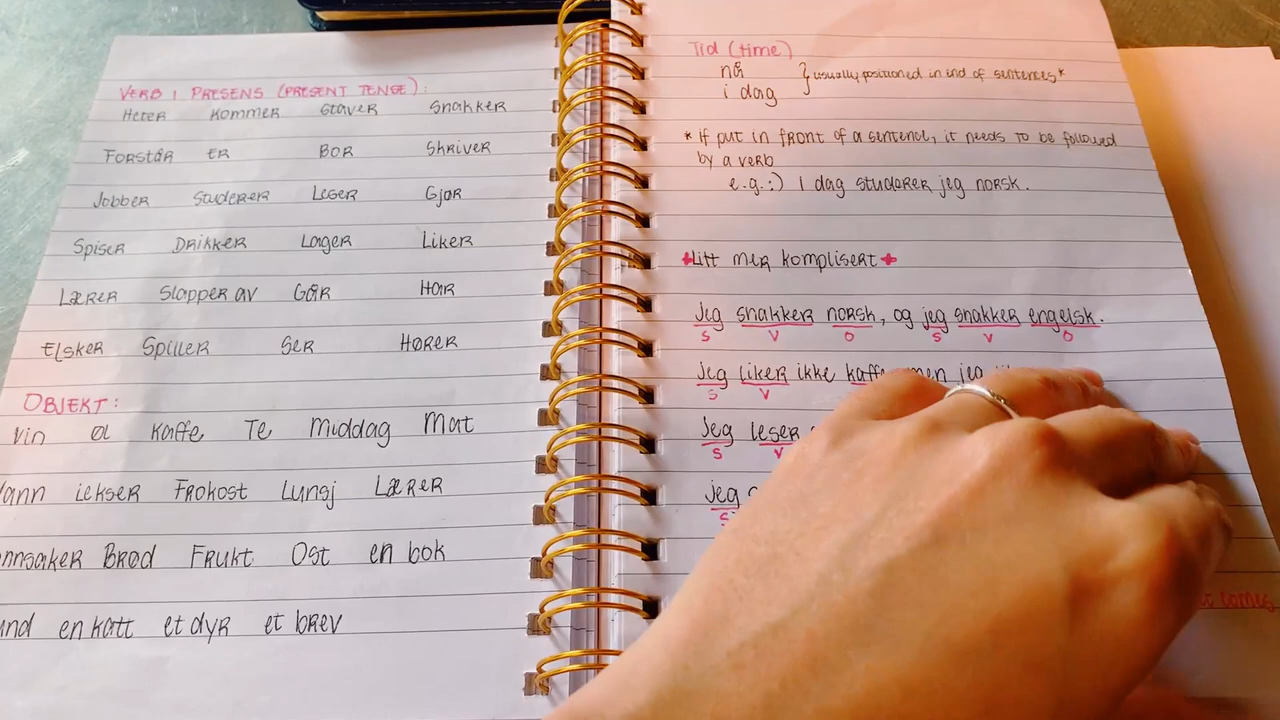 VERB I PRESENS (PRESENT TENSE):
Heter Kommer Staver Snakker
Forstår Er Bor Skriver
Jobber Studerer Leser Gjør
Spiser Drikker Lager Liker
Lærer Slapper av Går Har
Elsker Spiller Ser Hører
OBJEKT:
Vin øl Kaffe Te Middag Mat
Frokost Lunsj Lærer
Brød Frukt Ost en bok
en katt et dyr et brev
Tid (time)
nå } usually positioned in end of sentences*
i dag
* if put in front of a sentence, it needs to be followed
by a verb
e.g.:) I dag studerer jeg norsk.
Litt mer komplisert
Jeg snakker norsk, og jeg snakker engelsk.
S V O S V O
Jeg liker ikke men jeg
S V
Jeg leser
S V
jeg
S
comes